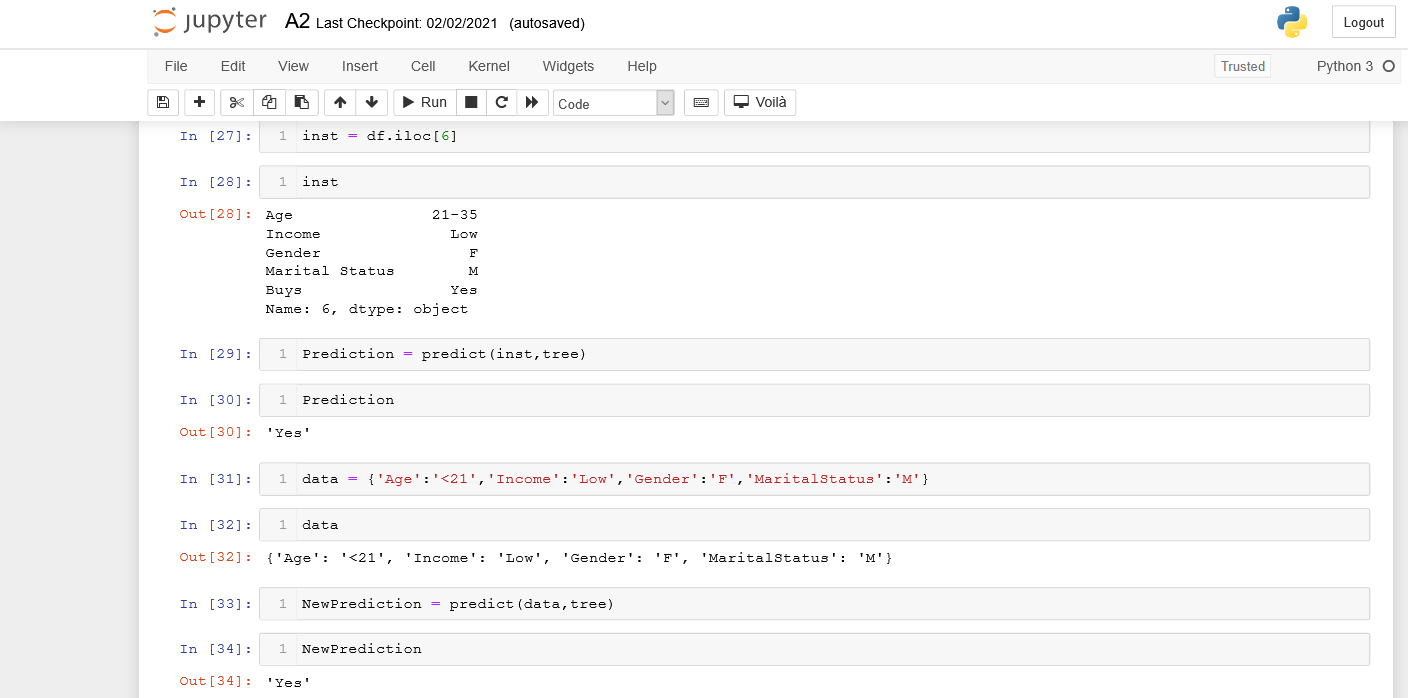 jupyter A2 Last Checkpoint: 02/02/2021 (autosaved) Logout
File Edit View Insert Cell Kernel Widgets Help Trusted Python 3
Run Code Voilà
In [27]: 1 inst = df.iloc[6]
In [28]: 1 inst
Out[28]: Age 21-35
Income Low
Gender F
Marital Status M
Buys Yes
Name: 6, dtype: object
In [29]: 1 Prediction = predict(inst,tree)
In [30]: 1 Prediction
Out[30]: 'Yes'
In [31]: 1 data = {'Age':'<21','Income':'Low','Gender':'F','MaritalStatus':'M'}
In [32]: 1 data
Out[32]: {'Age': '<21', 'Income': 'Low', 'Gender': 'F', 'MaritalStatus': 'M'}
In [33]: 1 NewPrediction = predict(data,tree)
In [34]: 1 NewPrediction
Out[34]: 'Yes'